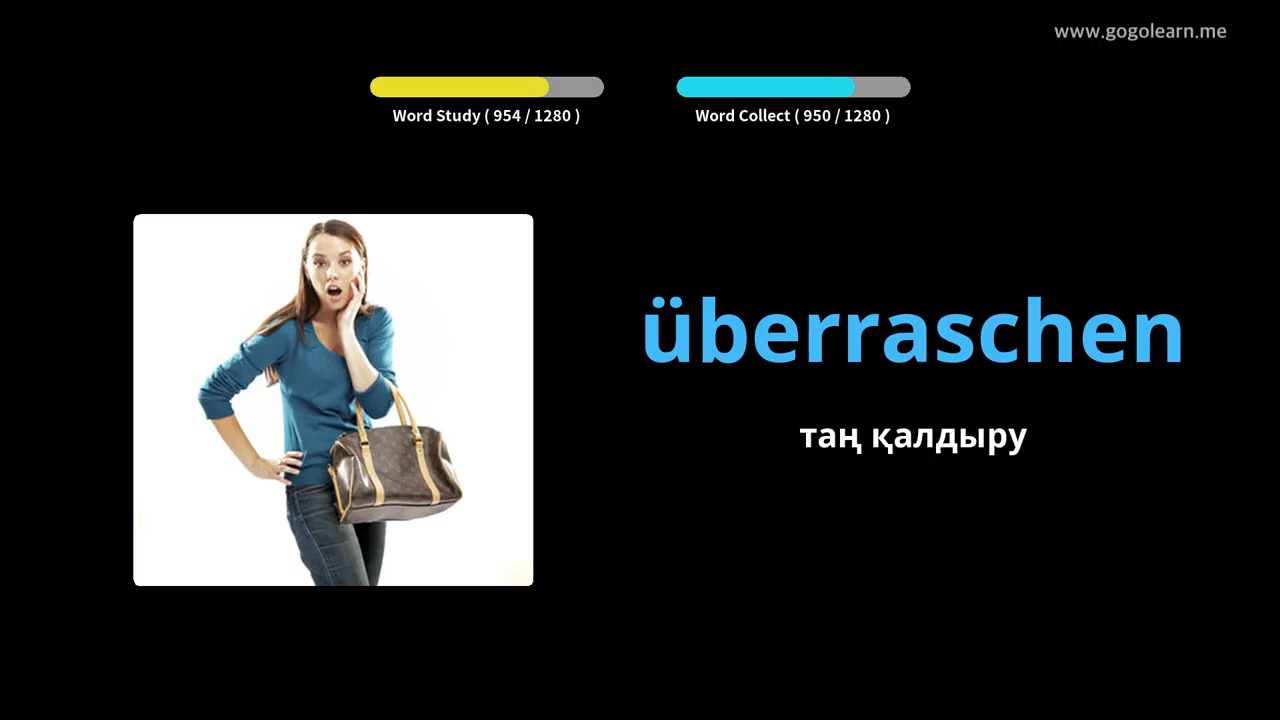 www.gogolearn.me
Word Study ( 954 / 1280 )
Word Collect ( 950 / 1280 )
überraschen
таң қалдыру